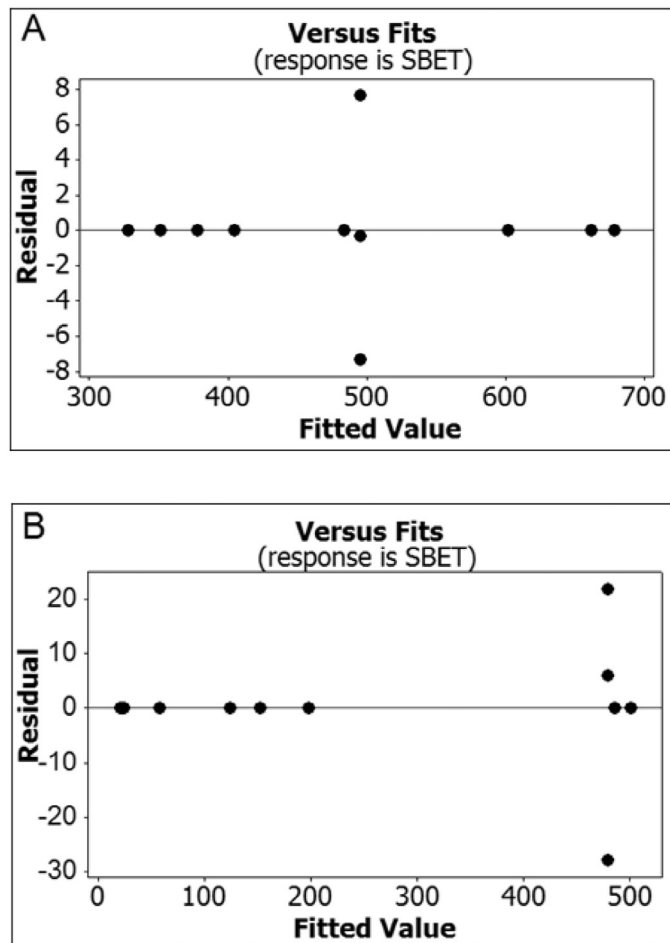 A
Versus Fits
(response is SBET)
8
6
4
2
0
-2
-4
-6
-8
Residual
300 400 500 600 700
Fitted Value
B
Versus Fits
(response is SBET)
20
10
0
-10
-20
-30
Residual
0 100 200 300 400 500
Fitted Value